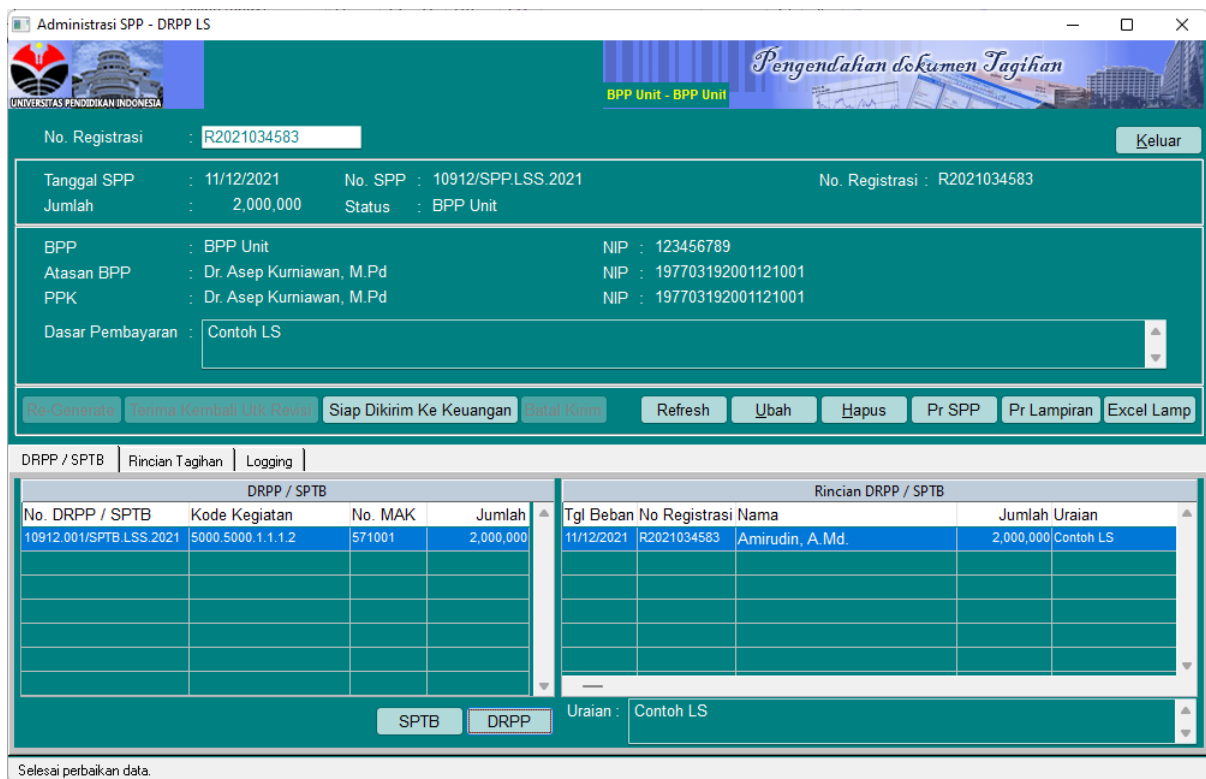 Administrasi SPP - DRPP LS
UNIVERSITAS PENDIDIKAN INDONESIA
Pengendalian dokumen Tagihan
BPP Unit - BPP Unit
No. Registrasi : R2021034583
Keluar
Tanggal SPP : 11/12/2021 No. SPP : 10912/SPP.LSS.2021 No. Registrasi : R2021034583
Jumlah : 2,000,000 Status : BPP Unit
BPP : BPP Unit NIP : 123456789
Atasan BPP : Dr. Asep Kurniawan, M.Pd NIP : 197703192001121001
PPK : Dr. Asep Kurniawan, M.Pd NIP : 197703192001121001
Dasar Pembayaran : Contoh LS
Re-Generate Terima Kembali Utk Revisi Siap Dikirim Ke Keuangan Batal Kirim Refresh Ubah Hapus Pr SPP Pr Lampiran Excel Lamp
DRPP / SPTB Rincian Tagihan Logging
DRPP / SPTB Rincian DRPP / SPTB
No. DRPP / SPTB Kode Kegiatan No. MAK Jumlah Tgl Beban No Registrasi Nama Jumlah Uraian
10912.001/SPTB.LSS.2021 5000.5000.1.1.1.2 571001 2,000,000 11/12/2021 R2021034583 Amirudin, A.Md. 2,000,000 Contoh LS
SPTB DRPP Uraian : Contoh LS
Selesai perbaikan data.